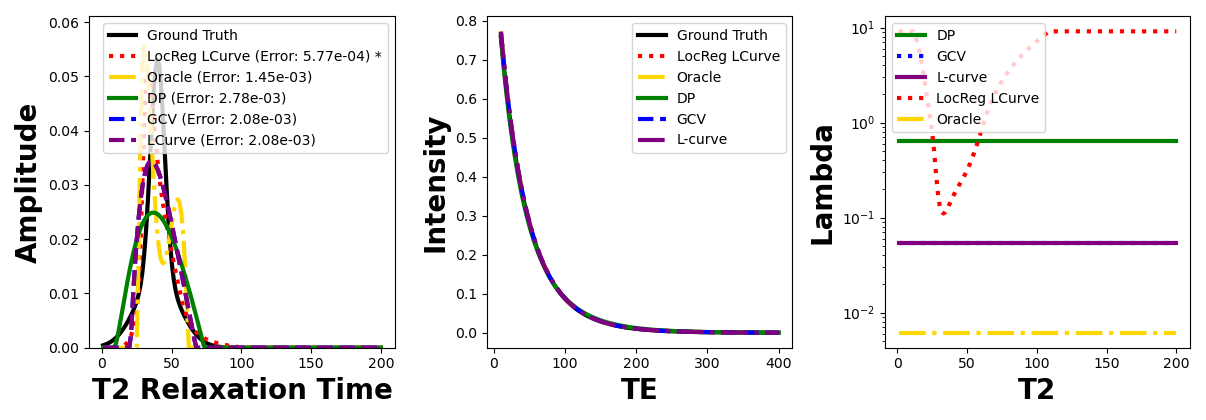 Amplitude
0.06
0.05
0.04
0.03
0.02
0.01
0.00
Ground Truth
LocReg LCurve (Error: 5.77e-04) *
Oracle (Error: 1.45e-03)
DP (Error: 2.78e-03)
GCV (Error: 2.08e-03)
LCurve (Error: 2.08e-03)
0 50 100 150 200
T2 Relaxation Time
Intensity
0.8
0.7
0.6
0.5
0.4
0.3
0.2
0.1
0.0
Ground Truth
LocReg LCurve
Oracle
DP
GCV
L-curve
0 100 200 300 400
TE
Lambda
10¹
10⁰
10⁻¹
10⁻²
DP
GCV
L-curve
LocReg LCurve
Oracle
0 50 100 150 200
T2